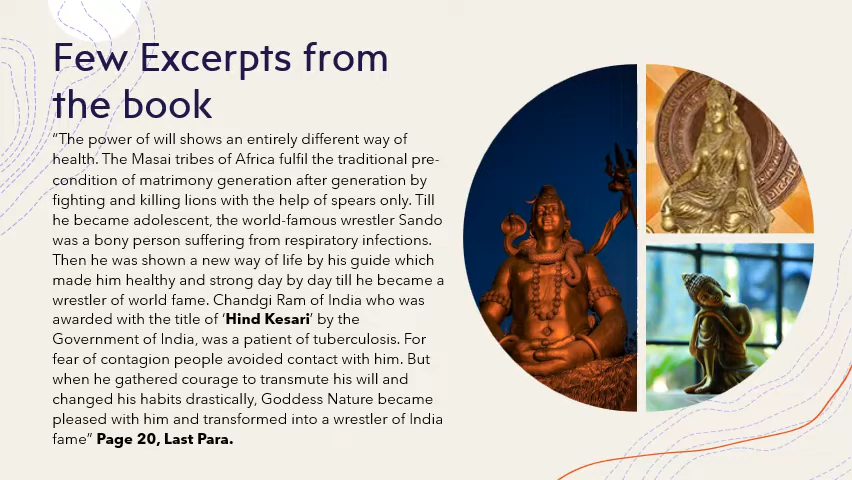 Few Excerpts from
the book
“The power of will shows an entirely different way of
health. The Masai tribes of Africa fulfil the traditional pre-
condition of matrimony generation after generation by
fighting and killing lions with the help of spears only. Till
he became adolescent, the world-famous wrestler Sando
was a bony person suffering from respiratory infections.
Then he was shown a new way of life by his guide which
made him healthy and strong day by day till he became a
wrestler of world fame. Chandgi Ram of India who was
awarded with the title of ‘Hind Kesari’ by the
Government of India, was a patient of tuberculosis. For
fear of contagion people avoided contact with him. But
when he gathered courage to transmute his will and
changed his habits drastically, Goddess Nature became
pleased with him and transformed into a wrestler of India
fame” Page 20, Last Para.